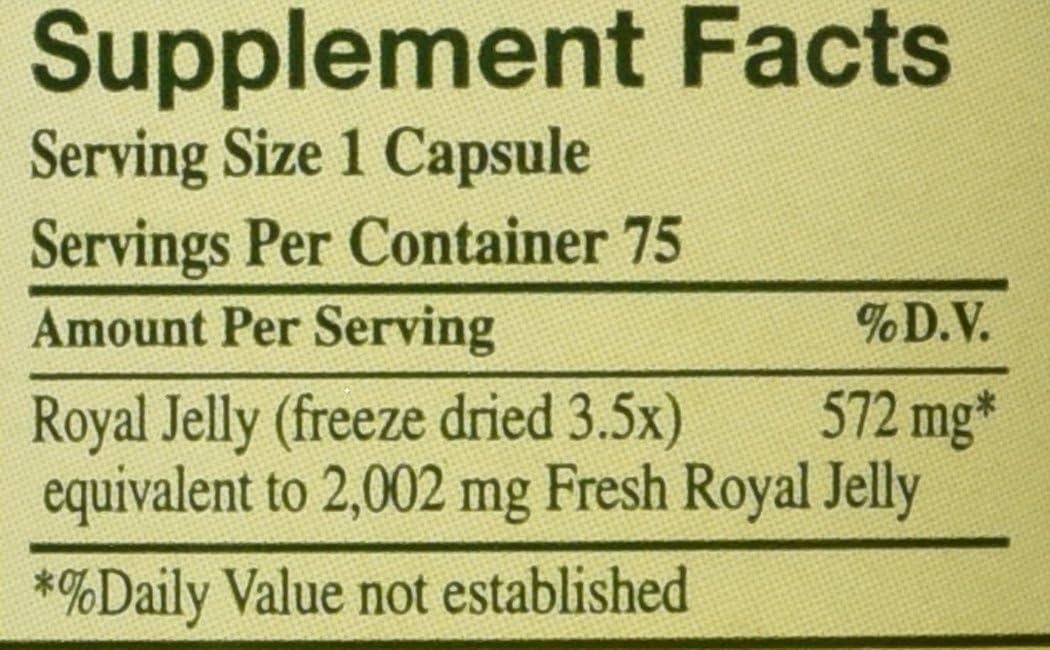 Supplement Facts
Serving Size 1 Capsule
Servings Per Container 75
Amount Per Serving %D.V.
Royal Jelly (freeze dried 3.5x) 572 mg*
equivalent to 2,002 mg Fresh Royal Jelly
*%Daily Value not established